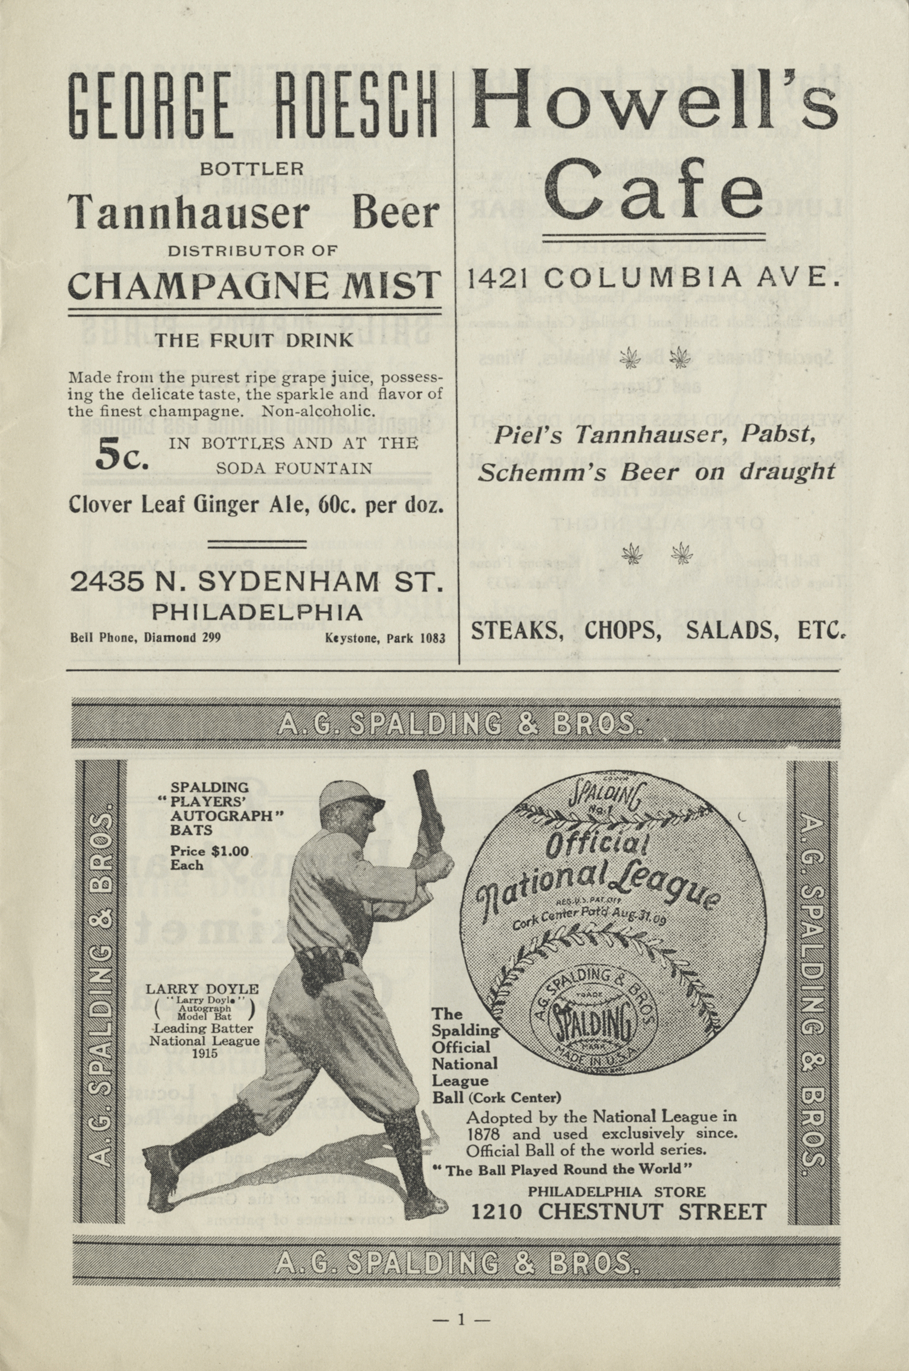 GEORGE ROESCH
BOTTLER
Tannhauser Beer
DISTRIBUTOR OF
CHAMPAGNE MIST
THE FRUIT DRINK
Made from the purest ripe grape juice, possess-
ing the delicate taste, the sparkle and flavor of
the finest champagne. Non-alcoholic.
5c. IN BOTTLES AND AT THE
SODA FOUNTAIN
Clover Leaf Ginger Ale, 60c. per doz.
2435 N. SYDENHAM ST.
PHILADELPHIA
Bell Phone, Diamond 299 Keystone, Park 1083
Howell's
Cafe
1421 COLUMBIA AVE.
Piel's Tannhauser, Pabst,
Schemm's Beer on draught
STEAKS, CHOPS, SALADS, ETC.
A.G. SPALDING & BROS.
A.G. SPALDING & BROS.
SPALDING
"PLAYERS'
AUTOGRAPH"
BATS
Price $1.00
Each
LARRY DOYLE
("Larry Doyle"
Autograph
Model Bat)
Leading Batter
National League
1915
SPALDING
No. 1
Official
National League
REG. U.S. PAT. OFF.
Cork Center Pat'd Aug. 31, 09
A.G. SPALDING & BROS
TRADE
SPALDING
MARK
MADE IN U.S.A.
The
Spalding
Official
National
League
Ball (Cork Center)
Adopted by the National League in
1878 and used exclusively since.
Official Ball of the world series.
"The Ball Played Round the World"
PHILADELPHIA STORE
1210 CHESTNUT STREET
A.G. SPALDING & BROS.
A.G. SPALDING & BROS.
— 1 —